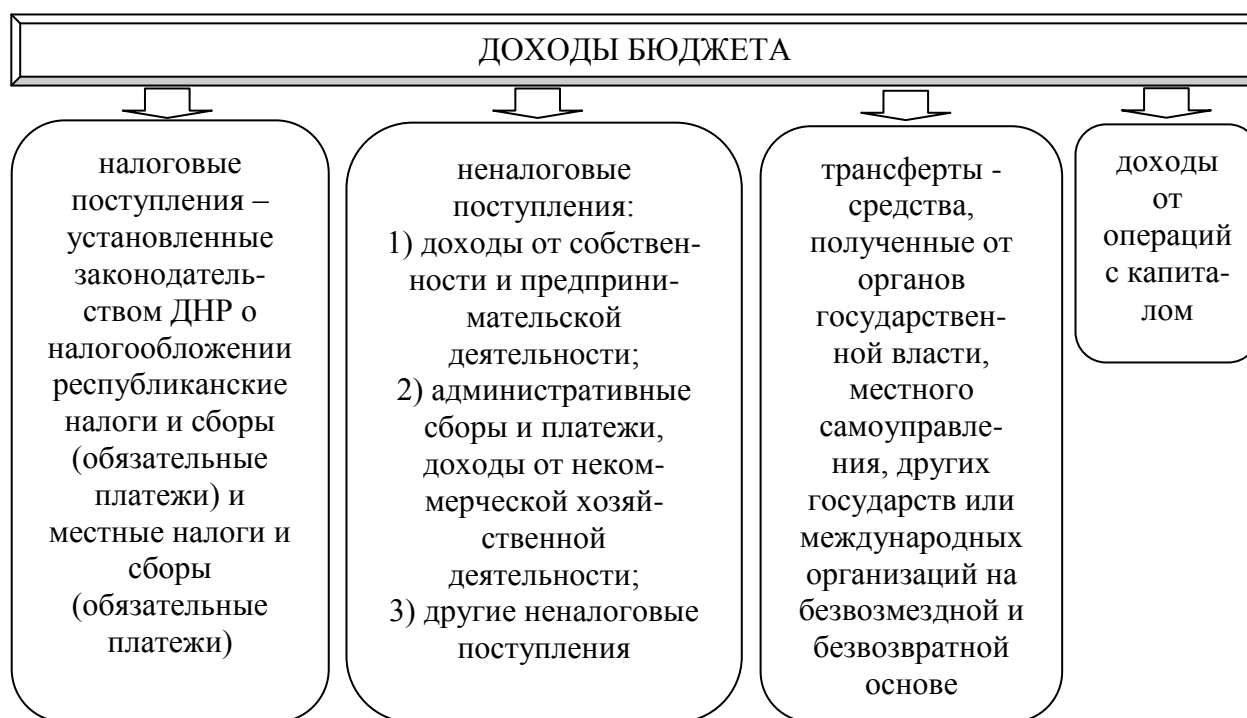 ДОХОДЫ БЮДЖЕТА
налоговые
поступления –
установленные
законодатель-
ством ДНР о
налогообложении
республиканские
налоги и сборы
(обязательные
платежи) и
местные налоги и
сборы
(обязательные
платежи)
неналоговые
поступления:
1) доходы от собствен-
ности и предприни-
мательской
деятельности;
2) административные
сборы и платежи,
доходы от неком-
мерческой хозяй-
ственной
деятельности;
3) другие неналоговые
поступления
трансферты -
средства,
полученные от
органов
государствен-
ной власти,
местного
самоуправле-
ния, других
государств или
международных
организаций на
безвозмездной и
безвозвратной
основе
доходы
от
операций
с капита-
лом